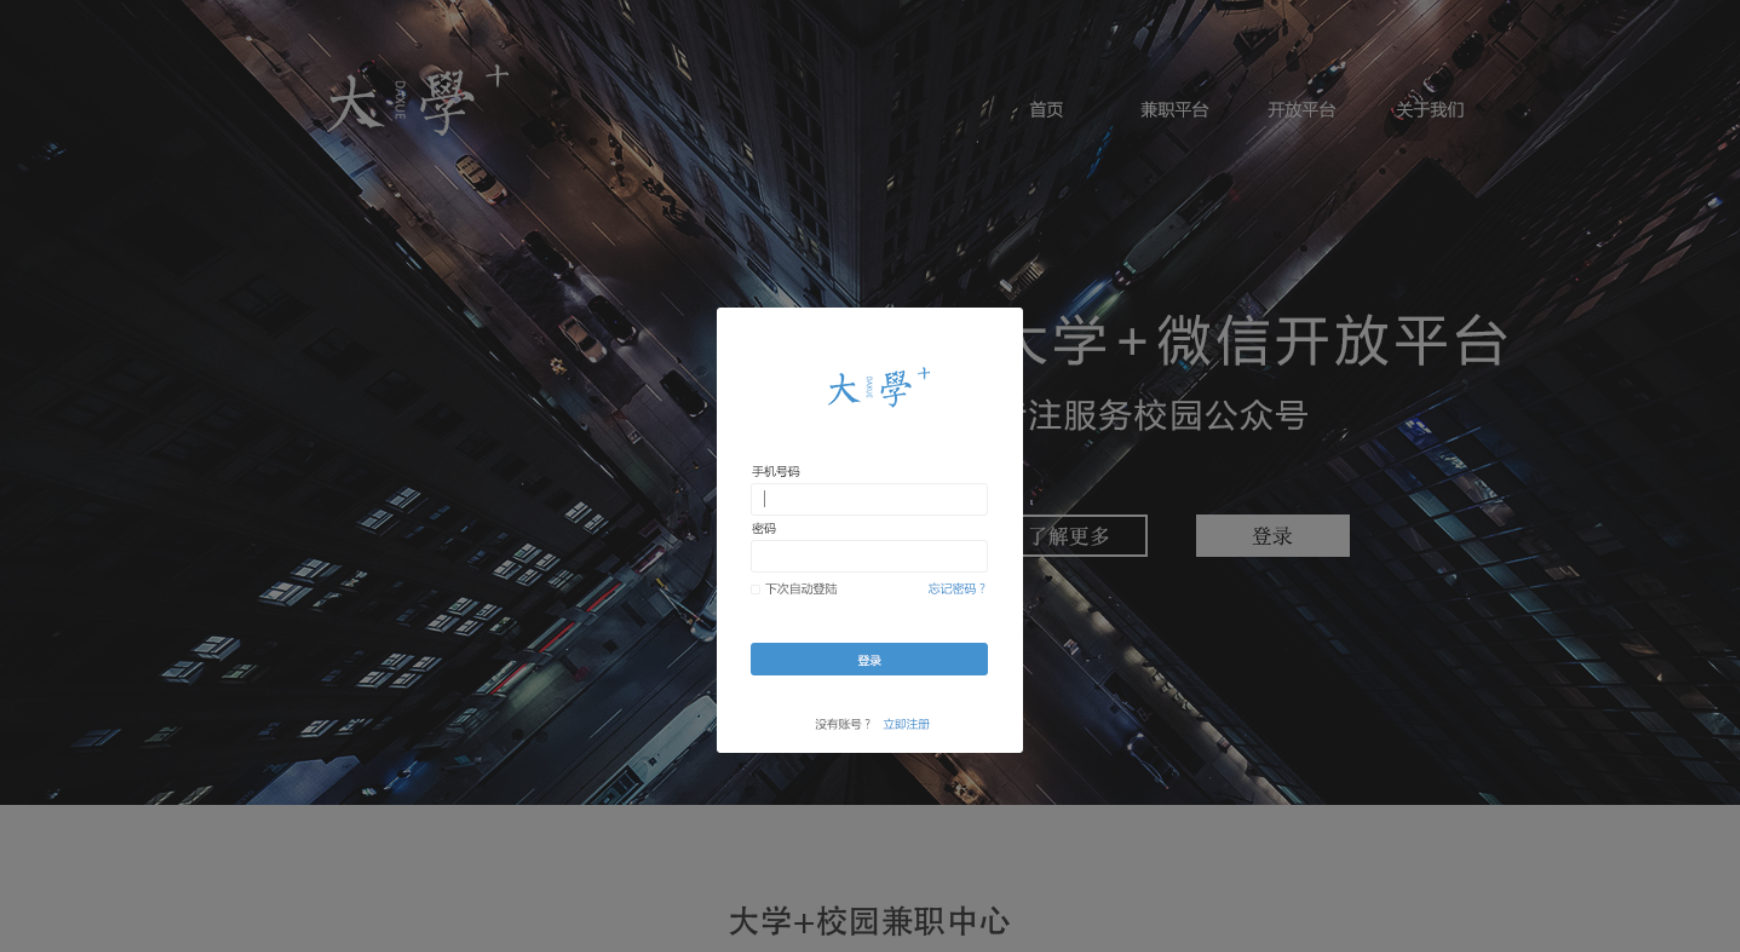 大學+
DAXUE
首页 兼职平台 开放平台 关于我们
大学+微信开放平台
注服务校园公众号
了解更多 登录
大學+
DAXUE
手机号码
密码
下次自动登陆 忘记密码？
登录
没有账号？ 立即注册
大学+校园兼职中心